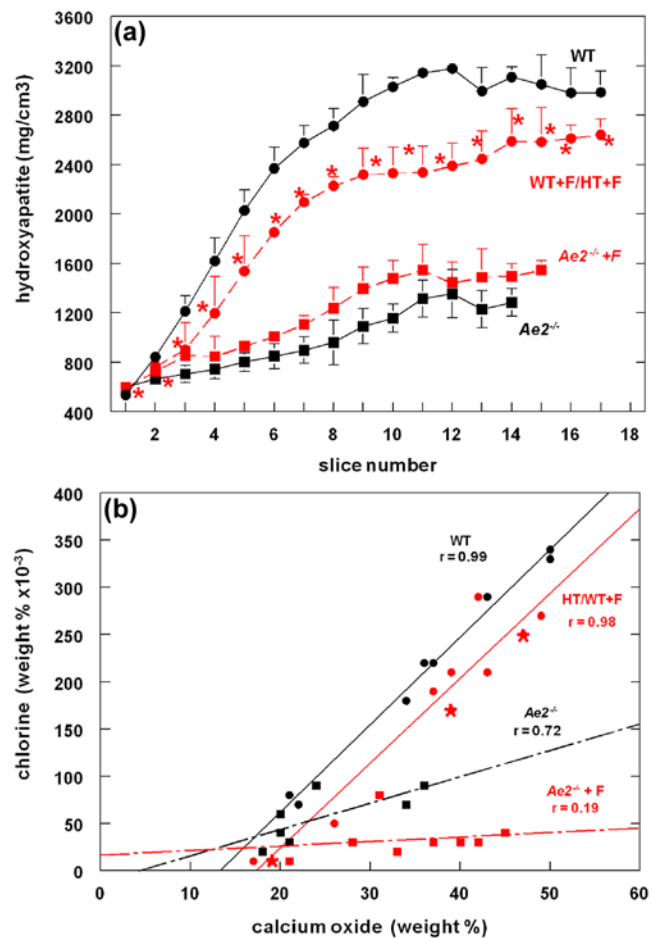 (a)
3600
3200
2800
2400
2000
1600
1200
800
400
hydroxyapatite (mg/cm3)
WT
WT+F/HT+F
Ae2-/- +F
Ae2-/-
2 4 6 8 10 12 14 16 18
slice number
(b)
400
350
300
250
200
150
100
50
0
chlorine (weight % x10-3)
WT
r = 0.99
HT/WT+F
r = 0.98
Ae2-/-
r = 0.72
Ae2-/- + F
r = 0.19
0 10 20 30 40 50 60
calcium oxide (weight %)